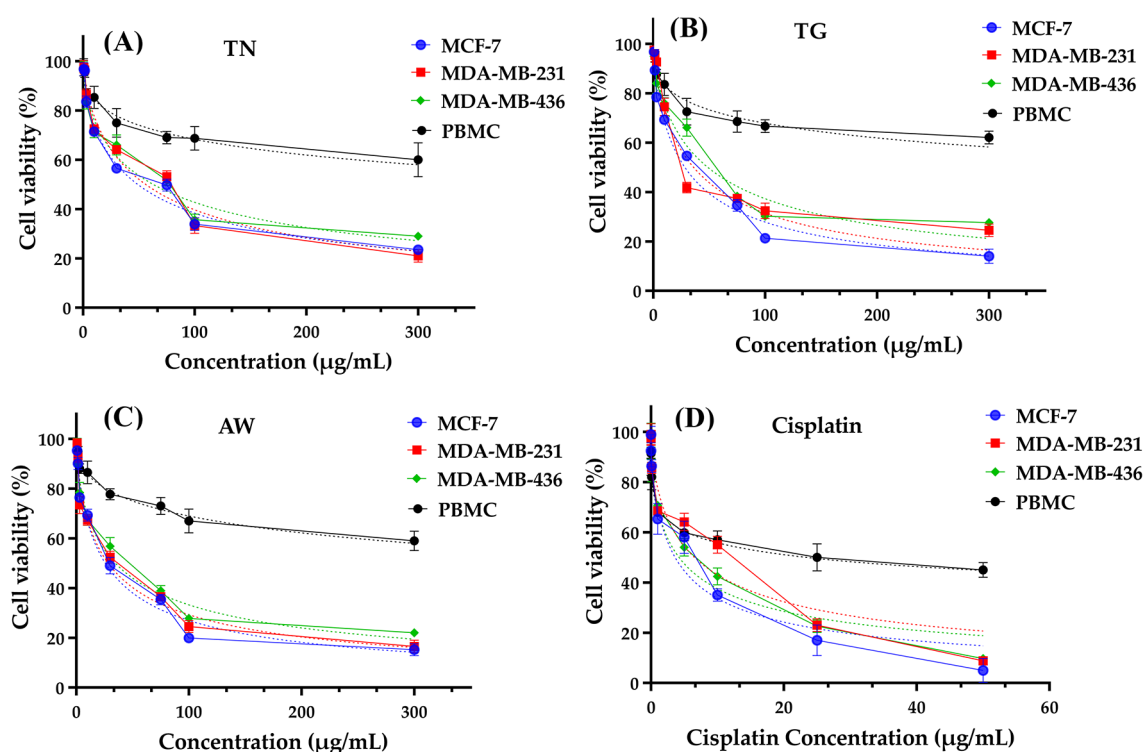 (A)
TN
MCF-7
MDA-MB-231
MDA-MB-436
PBMC
Cell viability (%)
100
80
60
40
20
0
0 100 200 300
Concentration (µg/mL)
(B)
TG
MCF-7
MDA-MB-231
MDA-MB-436
PBMC
Cell viability (%)
100
80
60
40
20
0
0 100 200 300
Concentration (µg/mL)
(C)
AW
MCF-7
MDA-MB-231
MDA-MB-436
PBMC
Cell viability (%)
100
80
60
40
20
0
0 100 200 300
Concentration (µg/mL)
(D)
Cisplatin
MCF-7
MDA-MB-231
MDA-MB-436
PBMC
Cell viability (%)
100
80
60
40
20
0
0 20 40 60
Cisplatin Concentration (µg/mL)